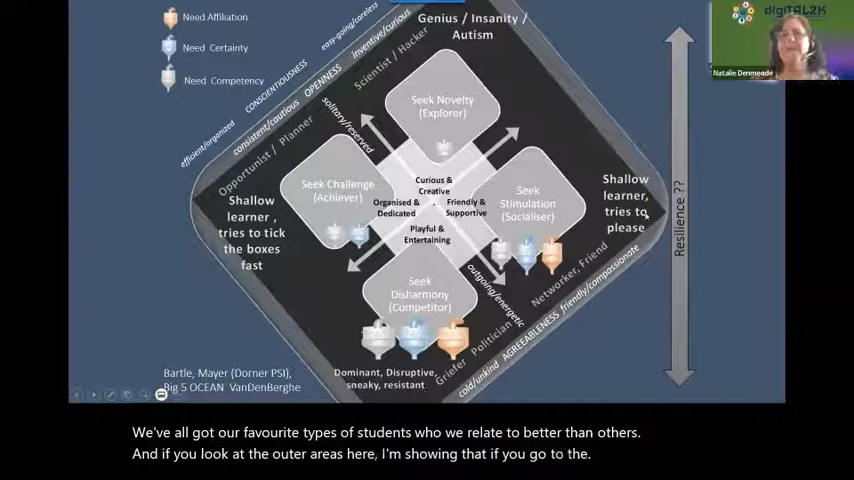 Need Affiliation
Need Certainty
Need Competency
digiTAL2K
Natalie Denmeade
easy-going/careless
CONSCIENTIOUSNESS
efficient/organized
inventive/curious
OPENNESS
consistent/cautious
Scientist / Hacker
Opportunist / Planner
solitary/reserved
Genius / Insanity /
Autism
Seek Novelty
(Explorer)
Seek Challenge
(Achiever)
Seek
Stimulation
(Socialiser)
Seek
Disharmony
(Competitor)
Curious &
Creative
Organised &
Dedicated
Friendly &
Supportive
Playful &
Entertaining
Shallow
learner ,
tries to tick
the boxes
fast
Shallow
learner,
tries to
please
Resilience ??
outgoing/energetic
Networker, Friend
Griefer Politician
friendly/compassionate
AGREEABLENESS
cold/unkind
Dominant, Disruptive,
sneaky, resistant
Bartle, Mayer (Dorner PSI),
Big 5 OCEAN VanDenBerghe
We've all got our favourite types of students who we relate to better than others.
And if you look at the outer areas here, I'm showing that if you go to the.